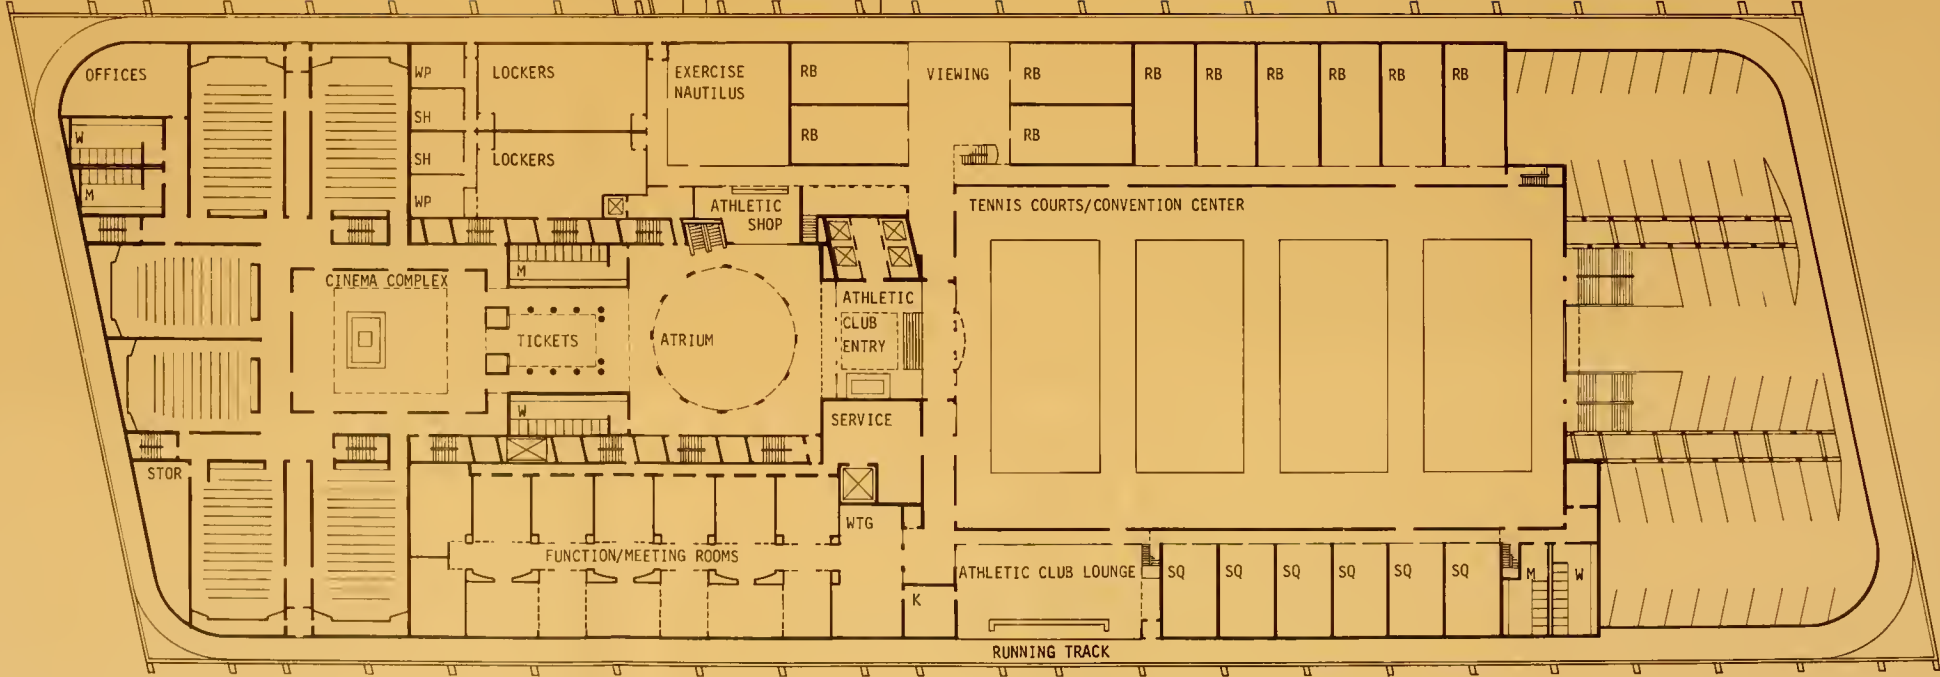 OFFICES
WP
LOCKERS
EXERCISE
NAUTILUS
RB
VIEWING
RB
RB
RB
RB
RB
RB
RB
SH
W
RB
RB
SH
LOCKERS
M
WP
ATHLETIC
SHOP
TENNIS COURTS/CONVENTION CENTER
M
CINEMA COMPLEX
ATHLETIC
CLUB
ENTRY
TICKETS
ATRIUM
W
SERVICE
STOR
WTG
FUNCTION/MEETING ROOMS
ATHLETIC CLUB LOUNGE
SQ
SQ
SQ
SQ
SQ
SQ
M
W
K
RUNNING TRACK